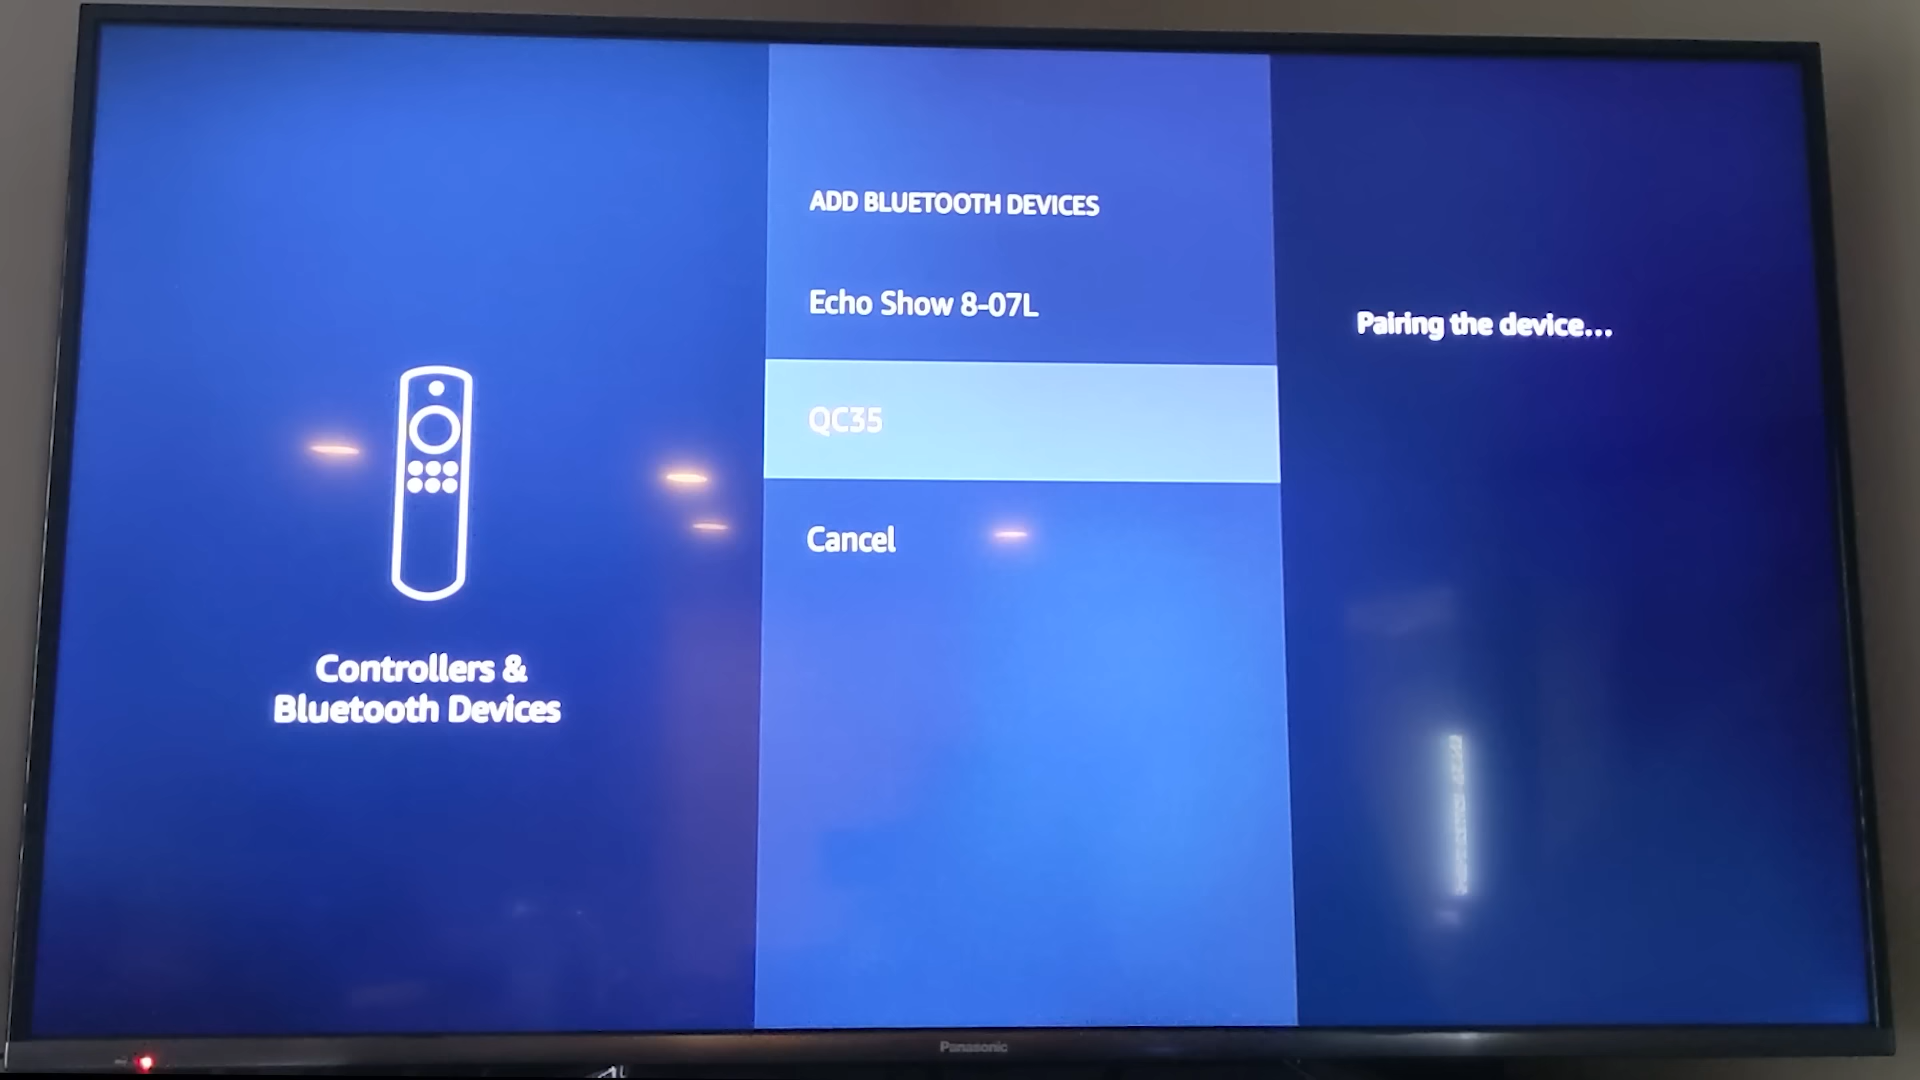 ADD BLUETOOTH DEVICES
Echo Show 8-07L
Pairing the device...
QC35
Cancel
Controllers &
Bluetooth Devices
Panasonic